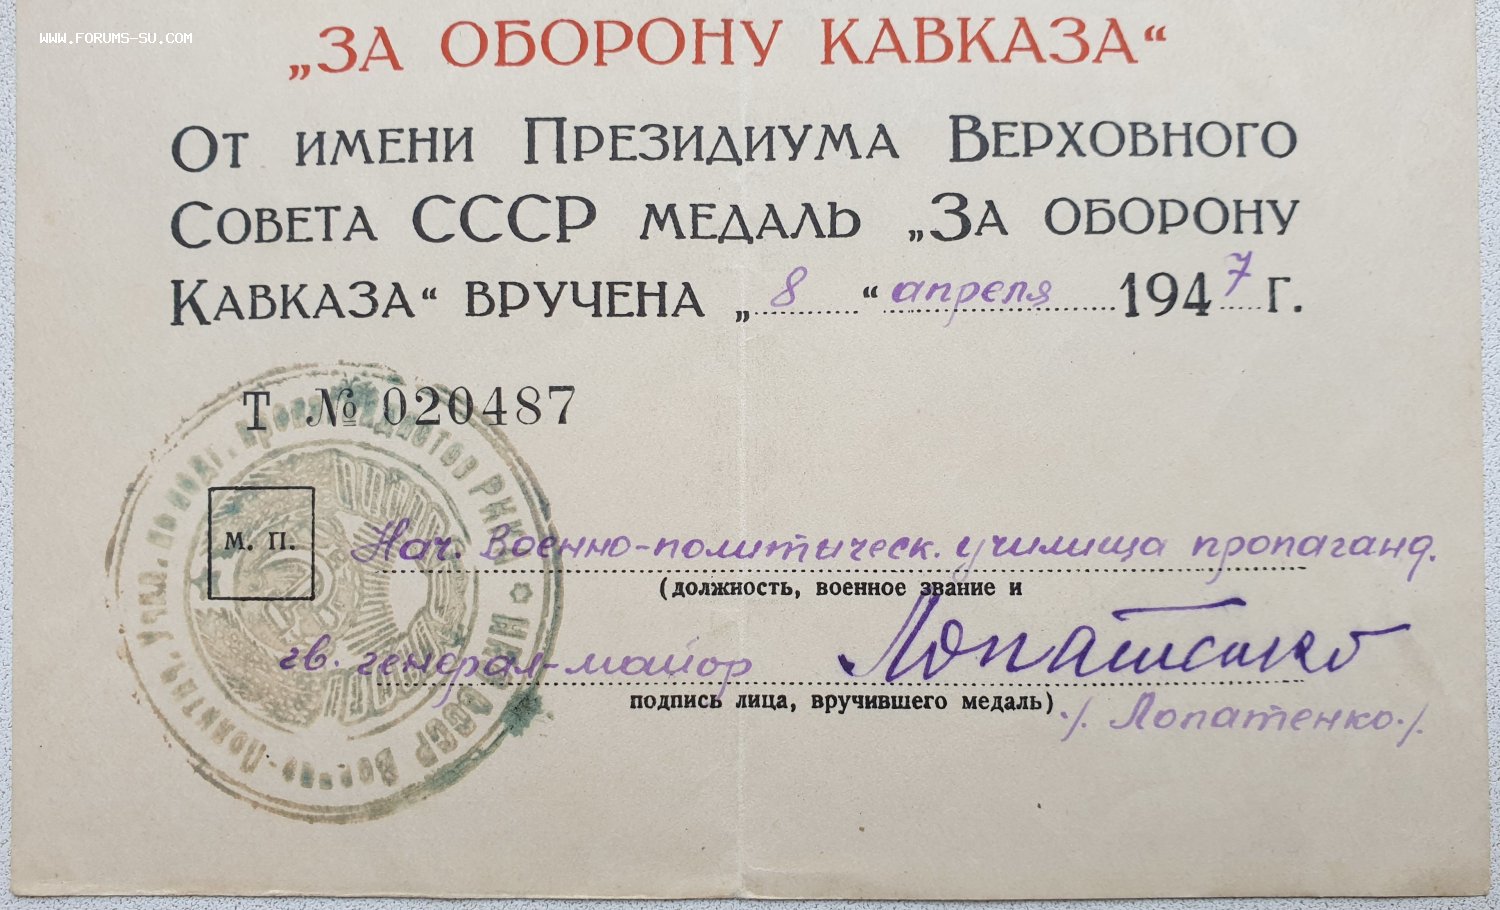 www.forums-su.com
„ЗА ОБОРОНУ КАВКАЗА“
От имени Президиума Верховного
Совета СССР медаль „За оборону
Кавказа“ вручена „8“ апреля 1947 г.
Т № 020487
М. П.
Нач. Военно-политическ. училища пропаганд.
(должность, военное звание и
гв. генерал-майор Лопатенко
подпись лица, вручившего медаль)
/. Лопатенко./.